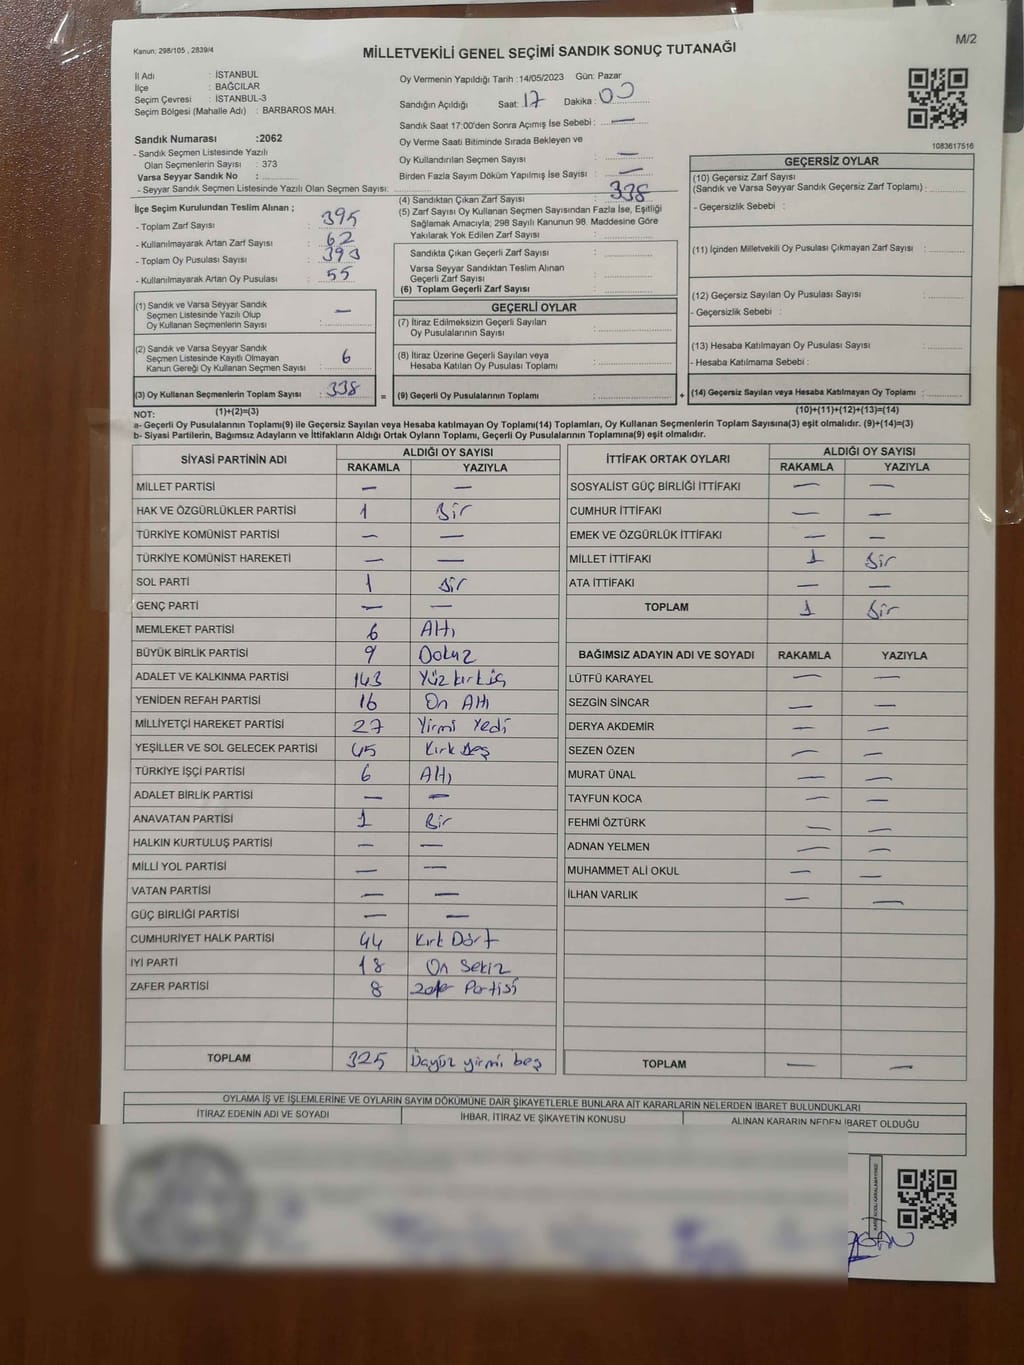 Kanun; 298/105 , 2839/4
M/2
MİLLETVEKİLİ GENEL SEÇİMİ SANDIK SONUÇ TUTANAĞI
İl Adı : İSTANBUL
İlçe : BAĞCILAR
Seçim Çevresi : İSTANBUL-3
Seçim Bölgesi (Mahalle Adı) : BARBAROS MAH.
Sandık Numarası :2062
- Sandık Seçmen Listesinde Yazılı
Olan Seçmenlerin Sayısı : 373
Varsa Seyyar Sandık No :
- Seyyar Sandık Seçmen Listesinde Yazılı Olan Seçmen Sayısı:
Oy Vermenin Yapıldığı Tarih :14/05/2023 Gün: Pazar
Sandığın Açıldığı Saat: 17 Dakika : 00
Sandık Saat 17:00'den Sonra Açımış İse Sebebi : —
Oy Verme Saati Bitiminde Sırada Bekleyen ve
Oy Kullandırılan Seçmen Sayısı : —
Birden Fazla Sayım Döküm Yapılmış İse Sayısı : —
1083617516
İlçe Seçim Kurulundan Teslim Alınan ;
- Toplam Zarf Sayısı : 395
- Kullanılmayarak Artan Zarf Sayısı : 62
- Toplam Oy Pusulası Sayısı : 393
- Kullanılmayarak Artan Oy Pusulası : 55
(1) Sandık ve Varsa Seyyar Sandık
Seçmen Listesinde Yazılı Olup
Oy Kullanan Seçmenlerin Sayısı : —
(2) Sandık ve Varsa Seyyar Sandık
Seçmen Listesinde Kayıtlı Olmayan
Kanun Gereği Oy Kullanan Seçmen Sayısı : 6
(3) Oy Kullanan Seçmenlerin Toplam Sayısı : 338
(1)+(2)=(3)
(4) Sandıktan Çıkan Zarf Sayısı : 338
(5) Zarf Sayısı Oy Kullanan Seçmen Sayısından Fazla İse, Eşitliği
Sağlamak Amacıyla; 298 Sayılı Kanunun 98. Maddesine Göre
Yakılarak Yok Edilen Zarf Sayısı :
Sandıkta Çıkan Geçerli Zarf Sayısı :
Varsa Seyyar Sandıktan Teslim Alınan
Geçerli Zarf Sayısı :
(6) Toplam Geçerli Zarf Sayısı :
GEÇERLİ OYLAR
(7) İtiraz Edilmeksizin Geçerli Sayılan
Oy Pusulalarının Sayısı :
(8) İtiraz Üzerine Geçerli Sayılan veya
Hesaba Katılan Oy Pusulası Toplamı :
= (9) Geçerli Oy Pusulalarının Toplamı :
GEÇERSİZ OYLAR
(10) Geçersiz Zarf Sayısı
(Sandık ve Varsa Seyyar Sandık Geçersiz Zarf Toplamı) :
- Geçersizlik Sebebi :
(11) İçinden Milletvekili Oy Pusulası Çıkmayan Zarf Sayısı :
(12) Geçersiz Sayılan Oy Pusulası Sayısı :
- Geçersizlik Sebebi :
(13) Hesaba Katılmayan Oy Pusulası Sayısı :
- Hesaba Katılmama Sebebi :
+ (14) Geçersiz Sayılan veya Hesaba Katılmayan Oy Toplamı :
(10)+(11)+(12)+(13)=(14)
NOT:
a- Geçerli Oy Pusulalarının Toplamı(9) ile Geçersiz Sayılan veya Hesaba katılmayan Oy Toplamı(14) Toplamları, Oy Kullanan Seçmenlerin Toplam Sayısına(3) eşit olmalıdır. (9)+(14)=(3)
b- Siyasi Partilerin, Bağımsız Adayların ve İttifakların Aldığı Ortak Oyların Toplamı, Geçerli Oy Pusulalarının Toplamına(9) eşit olmalıdır.
SİYASİ PARTİNİN ADI ALDIĞI OY SAYISI
RAKAMLA YAZIYLA
MİLLET PARTİSİ — —
HAK VE ÖZGÜRLÜKLER PARTİSİ 1 Bir
TÜRKİYE KOMÜNİST PARTİSİ — —
TÜRKİYE KOMÜNİST HAREKETİ — —
SOL PARTİ 1 Bir
GENÇ PARTİ — —
MEMLEKET PARTİSİ 6 Altı
BÜYÜK BİRLİK PARTİSİ 9 Dokuz
ADALET VE KALKINMA PARTİSİ 143 Yüz kırk üç
YENİDEN REFAH PARTİSİ 16 On Altı
MİLLİYETÇİ HAREKET PARTİSİ 27 Yirmi Yedi
YEŞİLLER VE SOL GELECEK PARTİSİ 45 Kırk Beş
TÜRKİYE İŞÇİ PARTİSİ 6 Altı
ADALET BİRLİK PARTİSİ — —
ANAVATAN PARTİSİ 1 Bir
HALKIN KURTULUŞ PARTİSİ — —
MİLLİ YOL PARTİSİ — —
VATAN PARTİSİ — —
GÜÇ BİRLİĞİ PARTİSİ — —
CUMHURİYET HALK PARTİSİ 44 Kırk Dört
İYİ PARTİ 18 On Sekiz
ZAFER PARTİSİ 8 Zafer Partisi
TOPLAM 325 Üçyüz yirmi beş
İTTİFAK ORTAK OYLARI ALDIĞI OY SAYISI
RAKAMLA YAZIYLA
SOSYALİST GÜÇ BİRLİĞİ İTTİFAKI — —
CUMHUR İTTİFAKI — —
EMEK VE ÖZGÜRLÜK İTTİFAKI — —
MİLLET İTTİFAKI 1 Bir
ATA İTTİFAKI — —
TOPLAM 1 Bir
BAĞIMSIZ ADAYIN ADI VE SOYADI RAKAMLA YAZIYLA
LÜTFÜ KARAYEL — —
SEZGİN SİNCAR — —
DERYA AKDEMİR — —
SEZEN ÖZEN — —
MURAT ÜNAL — —
TAYFUN KOCA — —
FEHMİ ÖZTÜRK — —
ADNAN YELMEN — —
MUHAMMET ALİ OKUL — —
İLHAN VARLIK — —
TOPLAM — —
OYLAMA İŞ VE İŞLEMLERİNE VE OYLARIN SAYIM DÖKÜMÜNE DAİR ŞİKAYETLERLE BUNLARA AİT KARARLARIN NELERDEN İBARET BULUNDUKLARI
İTİRAZ EDENİN ADI VE SOYADI İHBAR, İTİRAZ VE ŞİKAYETİN KONUSU ALINAN KARARIN NEDEN İBARET OLDUĞU